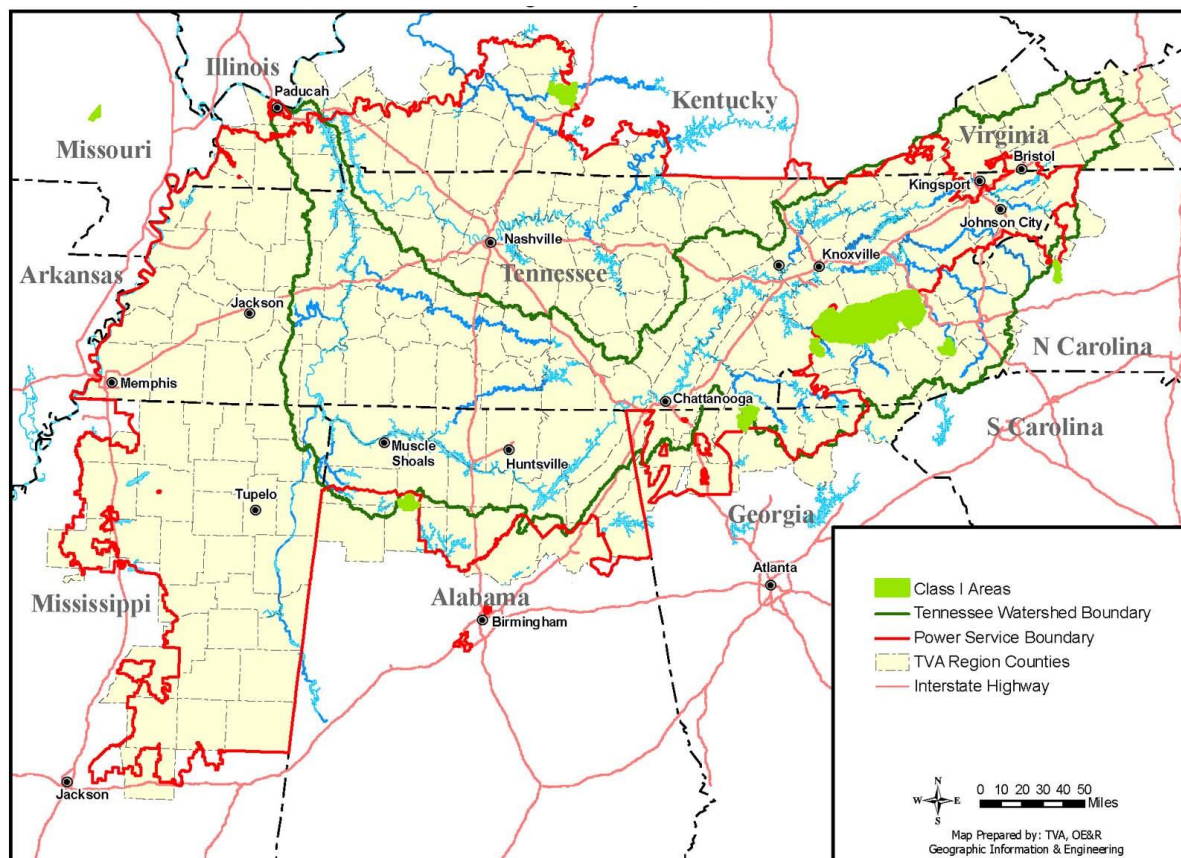 Illinois
Paducah
Kentucky
Missouri
Virginia
Bristol
Kingsport
Johnson City
Nashville
Tennessee
Knoxville
Arkansas
Jackson
N Carolina
Memphis
Chattanooga
S Carolina
Muscle
Shoals
Huntsville
Tupelo
Georgia
Atlanta
Mississippi
Alabama
Birmingham
Jackson
Class I Areas
Tennessee Watershed Boundary
Power Service Boundary
TVA Region Counties
Interstate Highway
N
W E
S
0 10 20 30 40 50
Miles
Map Prepared by: TVA, OE&R
Geographic Information & Engineering